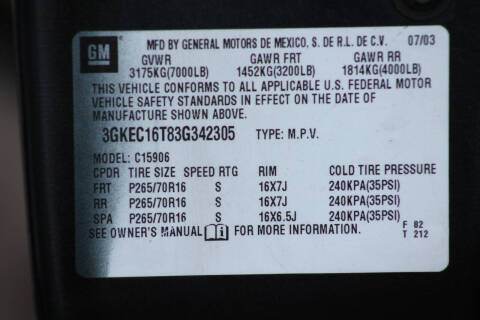 GM
MFD BY GENERAL MOTORS DE MEXICO, S. DE R.L. DE C.V. 07/03
GVWR GAWR FRT GAWR RR
3175KG(7000LB) 1452KG(3200LB) 1814KG(4000LB)
THIS VEHICLE CONFORMS TO ALL APPLICABLE U.S. FEDERAL MOTOR
VEHICLE SAFETY STANDARDS IN EFFECT ON THE DATE OF
MANUFACTURE SHOWN ABOVE.
3GKEC16T83G342305 TYPE: M.P.V.
MODEL: C15906
CPDR TIRE SIZE SPEED RTG RIM COLD TIRE PRESSURE
FRT P265/70R16 S 16X7J 240KPA(35PSI)
RR P265/70R16 S 16X7J 240KPA(35PSI)
SPA P265/70R16 S 16X6.5J 240KPA(35PSI)
SEE OWNER'S MANUAL FOR MORE INFORMATION. F 82
T 212